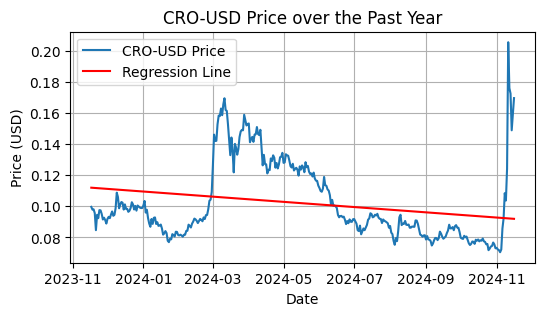 CRO-USD Price over the Past Year
CRO-USD Price
Regression Line
Price (USD)
0.20
0.18
0.16
0.14
0.12
0.10
0.08
2023-11 2024-01 2024-03 2024-05 2024-07 2024-09 2024-11
Date